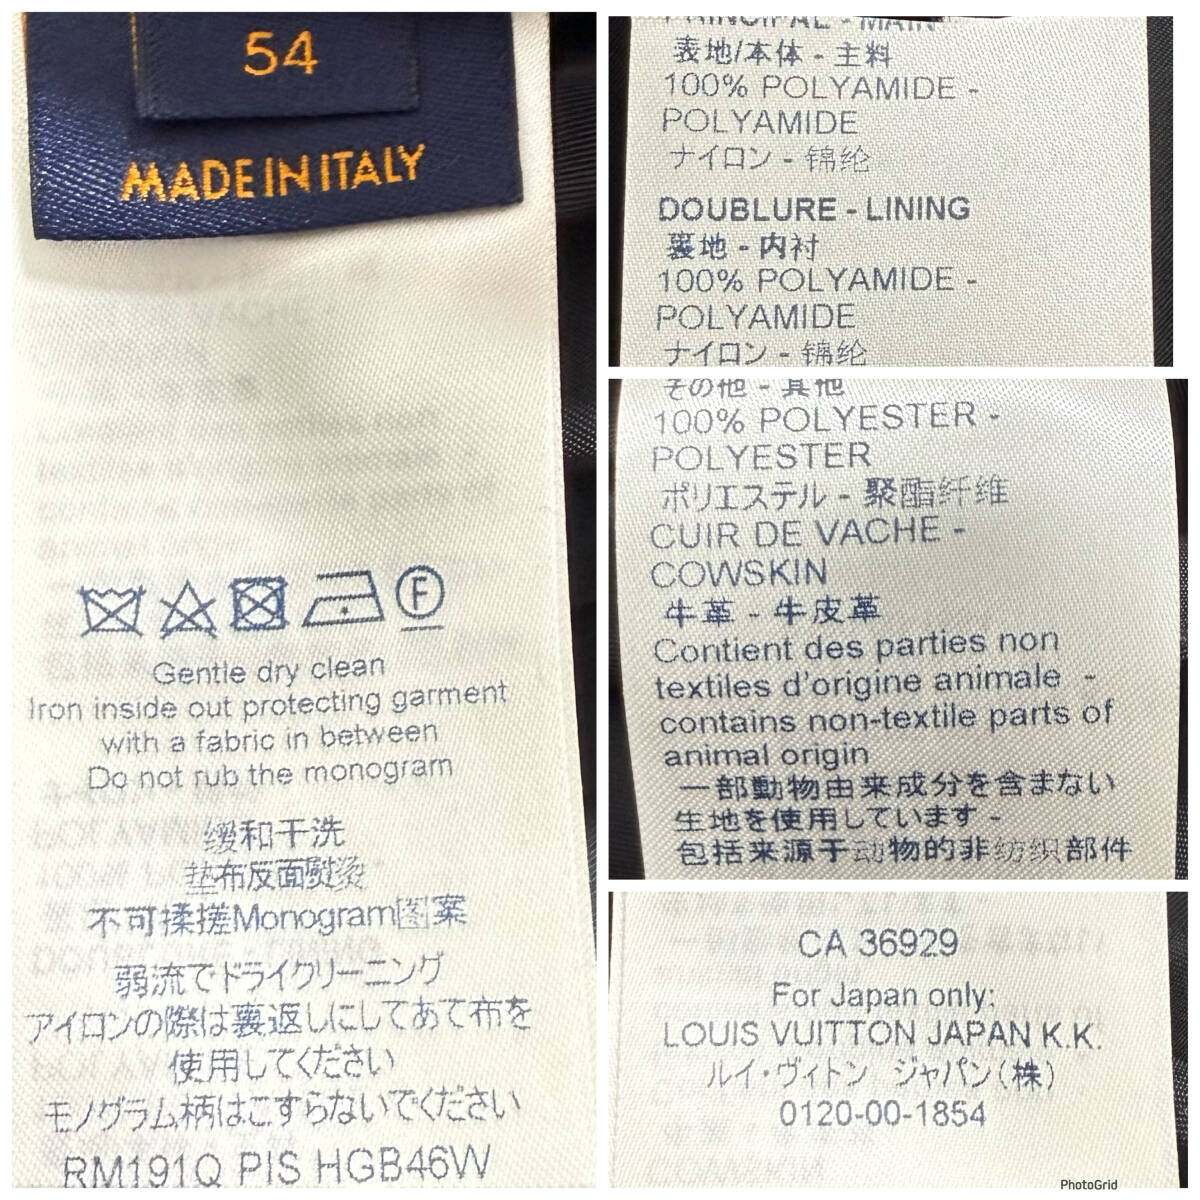 54
MADE IN ITALY
F
Gentle dry clean
Iron inside out protecting garment
with a fabric in between
Do not rub the monogram
缓和干洗
垫布反面熨烫
不可揉搓Monogram图案
弱流でドライクリーニング
アイロンの際は裏返しにしてあて布を
使用してください
モノグラム柄はこすらないでください
RM191Q PIS HGB46W
PRINCIPAL - MAIN
表地/本体 - 主料
100% POLYAMIDE -
POLYAMIDE
ナイロン - 锦纶
DOUBLURE - LINING
裏地 - 内衬
100% POLYAMIDE -
POLYAMIDE
ナイロン - 锦纶
その他 - 其他
100% POLYESTER -
POLYESTER
ポリエステル - 聚酯纤维
CUIR DE VACHE -
COWSKIN
牛革 - 牛皮革
Contient des parties non
textiles d'origine animale -
contains non-textile parts of
animal origin
一部動物由来成分を含まない
生地を使用しています -
包括来源于动物的非纺织部件
CA 36929
For Japan only:
LOUIS VUITTON JAPAN K.K.
ルイ・ヴィトン ジャパン(株)
0120-00-1854
PhotoGrid